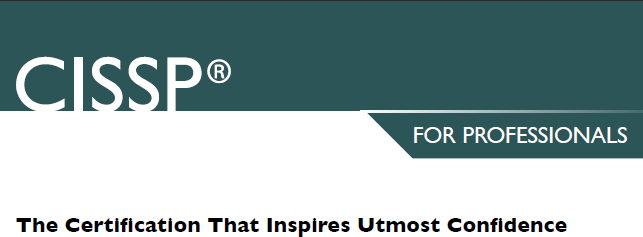 CISSP®
FOR PROFESSIONALS
The Certification That Inspires Utmost Confidence